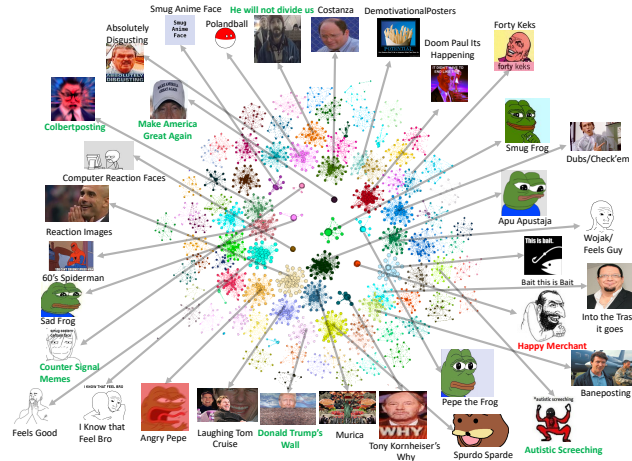 Smug Anime Face
He will not divide us
Costanza
DemotivationalPosters
Absolutely
Disgusting
Smug
Anime
Face
Polandball
Forty Keks
POTENTIAL
Doom Paul Its
Happening
forty keks
ABSOLUTELY
DISGUSTING
Colbertposting
Make America
Great Again
Smug Frog
Dubs/Check'em
Computer Reaction Faces
Apu Apustaja
Reaction Images
Wojak/
Feels Guy
This is bait.
60's Spiderman
Bait this is Bait
Sad Frog
Into the Tras
it goes
Happy Merchant
Counter Signal
Memes
Pepe the Frog
Baneposting
I KNOW THAT FEEL BRO
*autistic screeching
WHY
Feels Good
I Know that
Feel Bro
Angry Pepe
Laughing Tom
Cruise
Donald Trump's
Wall
Murica
Tony Kornheiser's
Why
Spurdo Sparde
Autistic Screeching